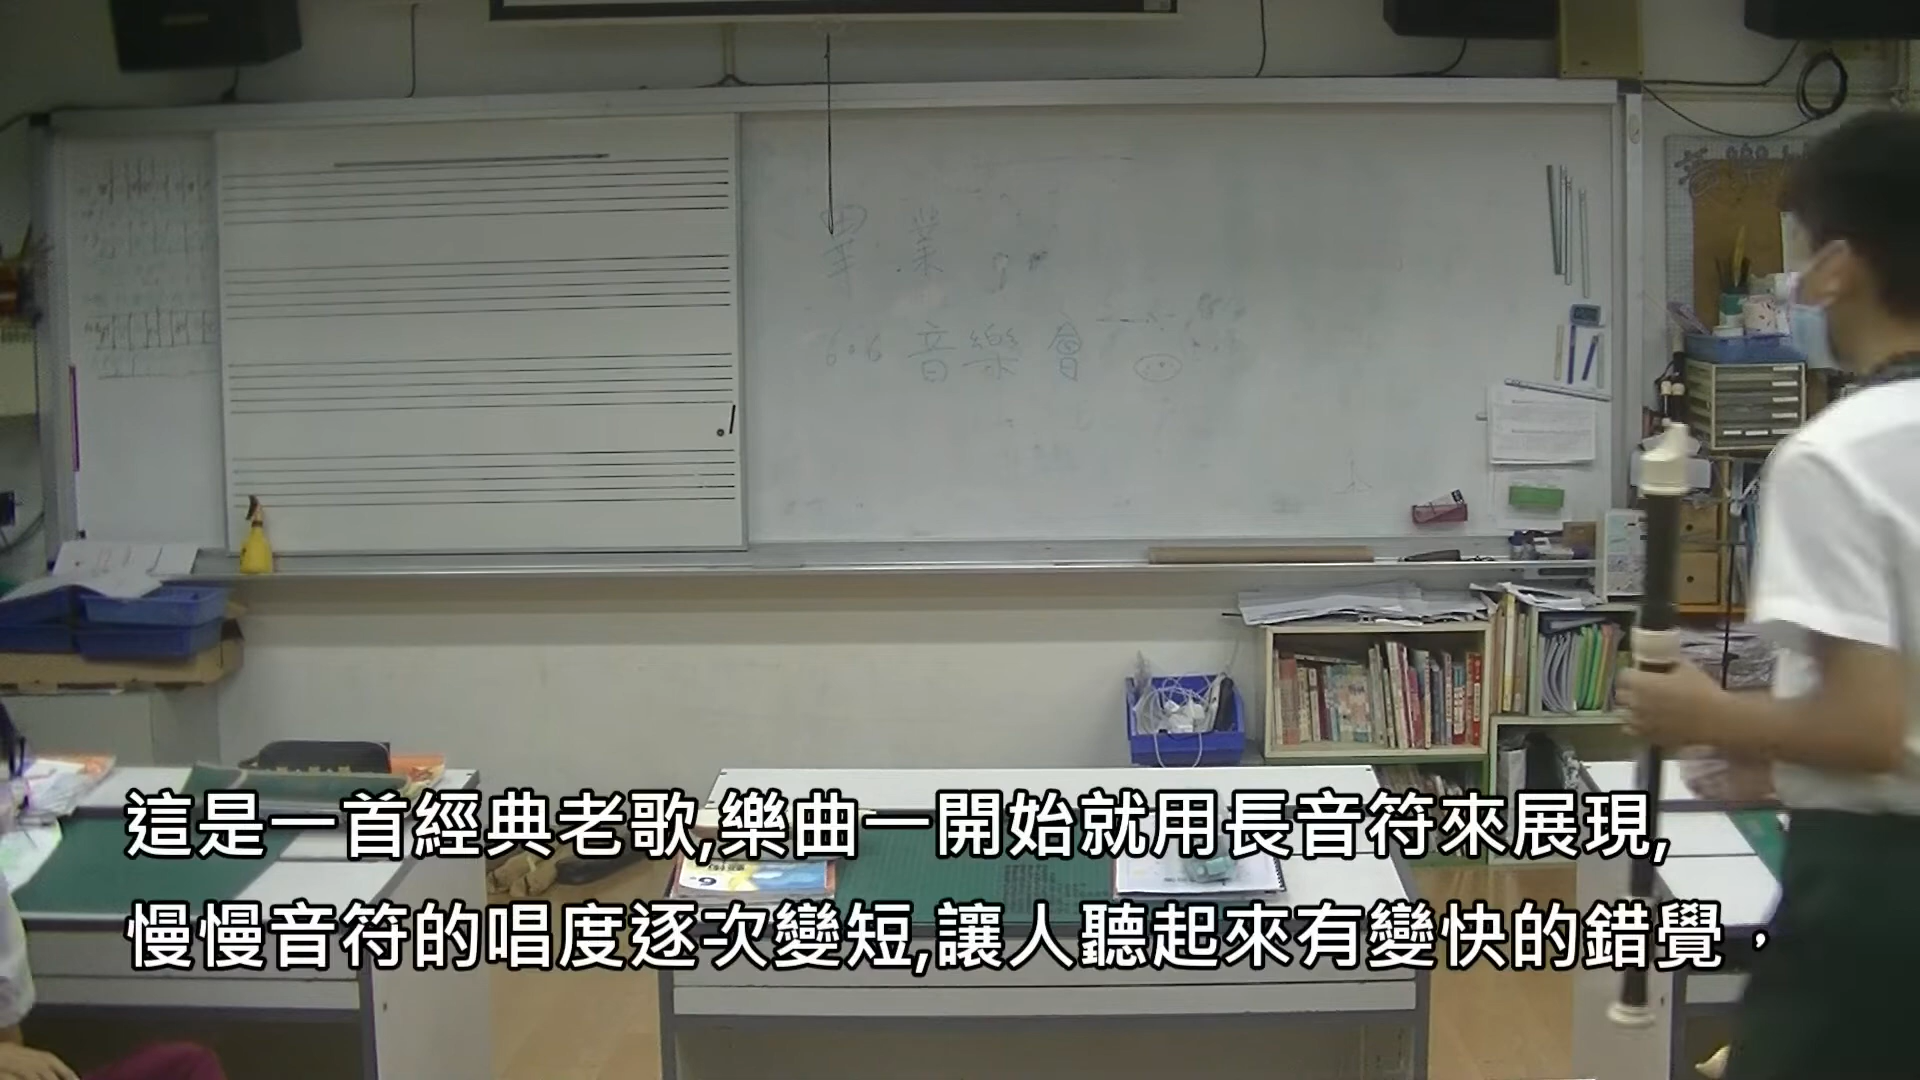 畢業
606音樂會
這是一首經典老歌,樂曲一開始就用長音符來展現,
慢慢音符的唱度逐次變短,讓人聽起來有變快的錯覺，